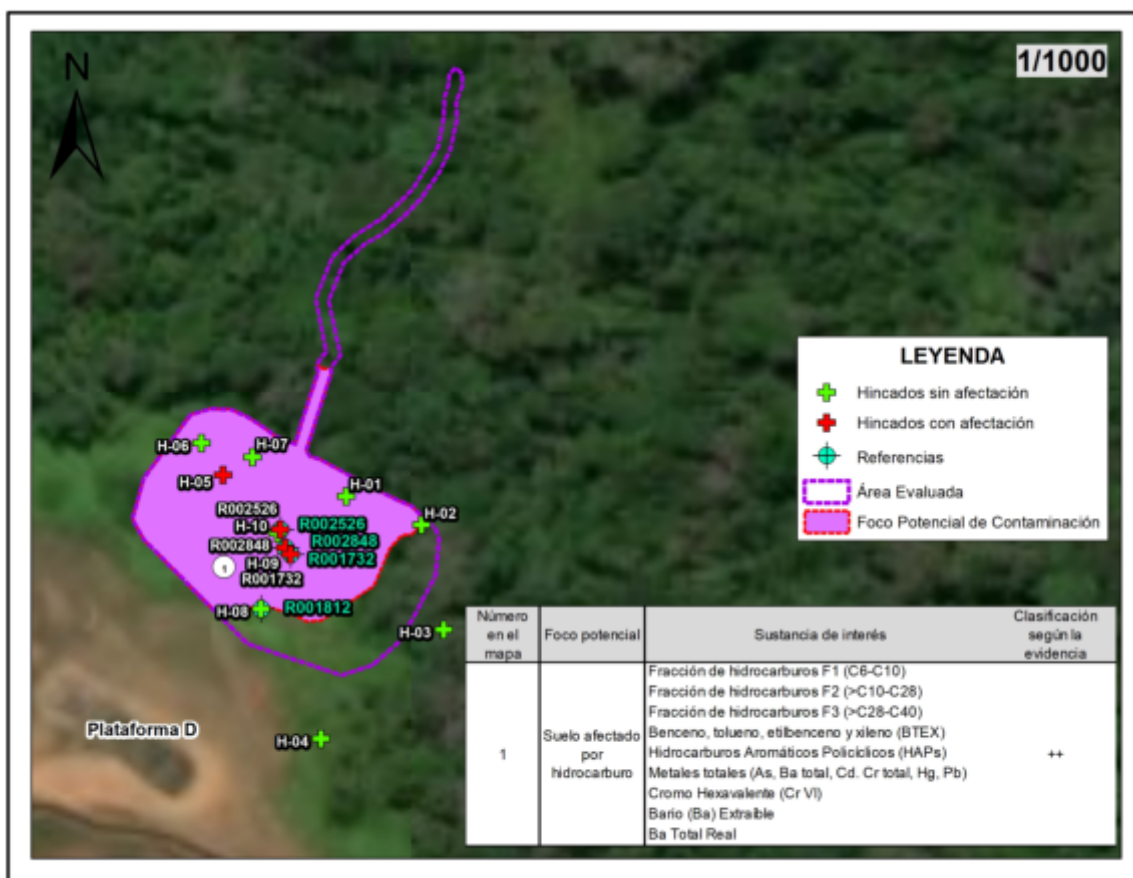 N
1/1000
LEYENDA
Hincados sin afectación
Hincados con afectación
Referencias
Área Evaluada
Foco Potencial de Contaminación
H-06
H-07
H-05
H-01
R002526
H-02
H-10
R002526
R002848
R002848
H-09
R001732
1
R001732
H-08
R001812
H-03
Plataforma D
H-04
Número en el mapa
Foco potencial
Sustancia de interés
Clasificación según la evidencia
1
Suelo afectado por hidrocarburo
Fracción de hidrocarburos F1 (C6-C10)
Fracción de hidrocarburos F2 (>C10-C28)
Fracción de hidrocarburos F3 (>C28-C40)
Benceno, tolueno, etilbenceno y xileno (BTEX)
Hidrocarburos Aromáticos Policíclicos (HAPs)
Metales totales (As, Ba total, Cd. Cr total, Hg, Pb)
Cromo Hexavalente (Cr VI)
Bario (Ba) Extraíble
Ba Total Real
++